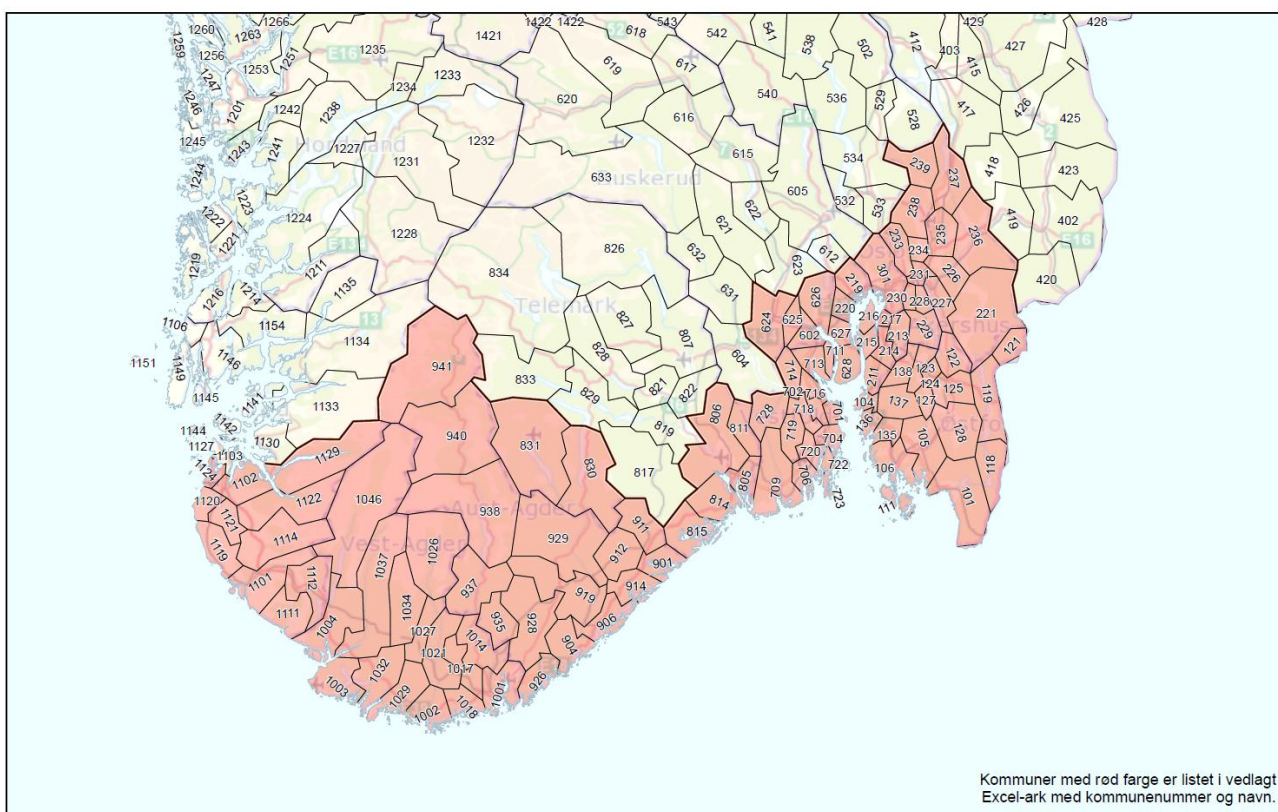 1260 1263 1266 1422 1422 618 543 542 541 538 502 412 403 429 427 428
1259 1256 1253 1251 1235 E16 1421 619 617 415
1247 1234 1233 620 540 536 529 417 426
1246 1201 1242 1238 616 E16 528 2 425
1245 1243 1241 1227 1232 7 615 534 418 423
1244 1231 633 Buskerud 605 239 237
1222 1223 1224 1228 621 622 532 533 238 419 402
1219 1221 E13 826 632 612 233 235 234 236 E16
1216 1214 1211 1135 834 Telemark 623 219 301 231 226 420
1106 1154 1134 13 827 807 631 624 626 220 216 230 228 227 221
1151 1149 1146 941 828 604 625 602 627 215 217 213 229 121
1145 1141 833 829 821 822 714 713 711 628 214 138 123 122
1144 1142 1133 806 702 716 211 124 125 119
1127 1103 1130 940 831 819 811 728 718 701 104 137 127
1124 1102 1129 830 817 719 704 136 135 105 128
1120 1122 1046 938 Aust-Agder 814 805 709 720 706 722 723 106 111 118 101
1121 1114 Vest-Agder 1026 929 911 912 815
1119 1101 1112 1037 937 919 901 914
1111 1004 1034 1027 1014 935 928 904 906
1003 1032 1029 1021 1017 1002 1018 1001 926
Kommuner med rød farge er listet i vedlagt
Excel-ark med kommunenummer og navn.